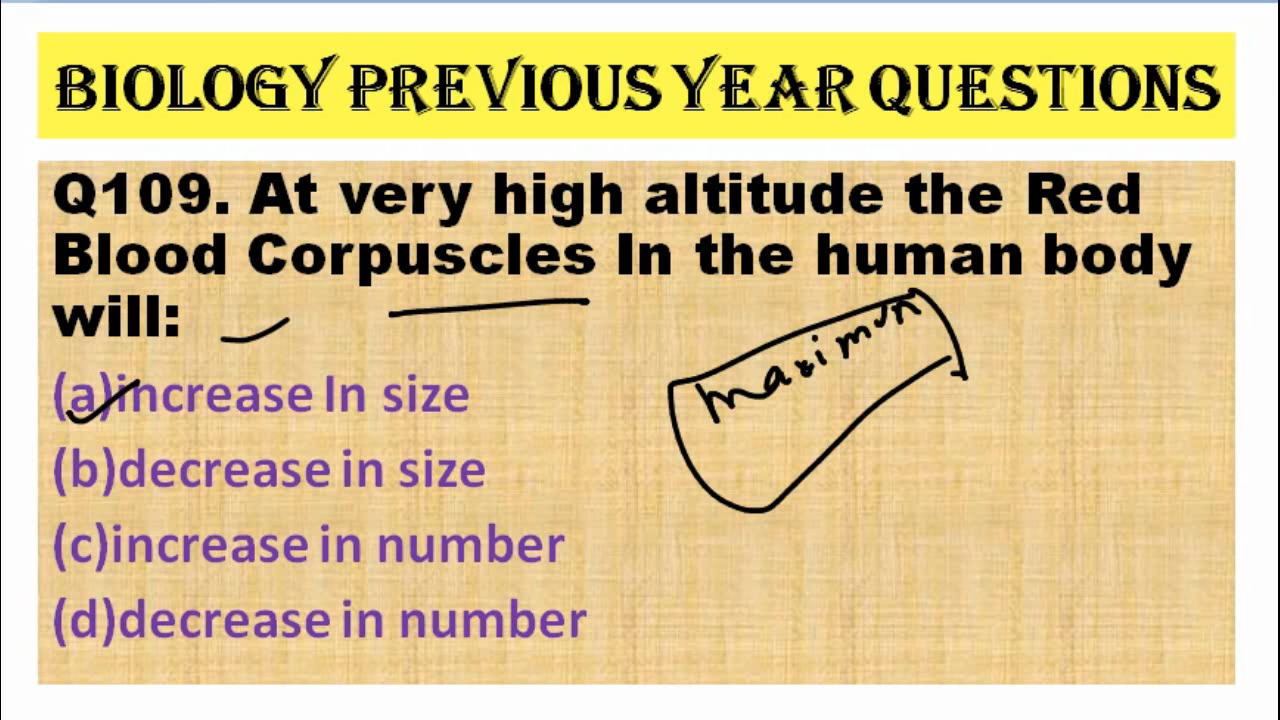 BIOLOGY PREVIOUS YEAR QUESTIONS
Q109. At very high altitude the Red
Blood Corpuscles In the human body
will:
maximun
(a)increase In size
(b)decrease in size
(c)increase in number
(d)decrease in number